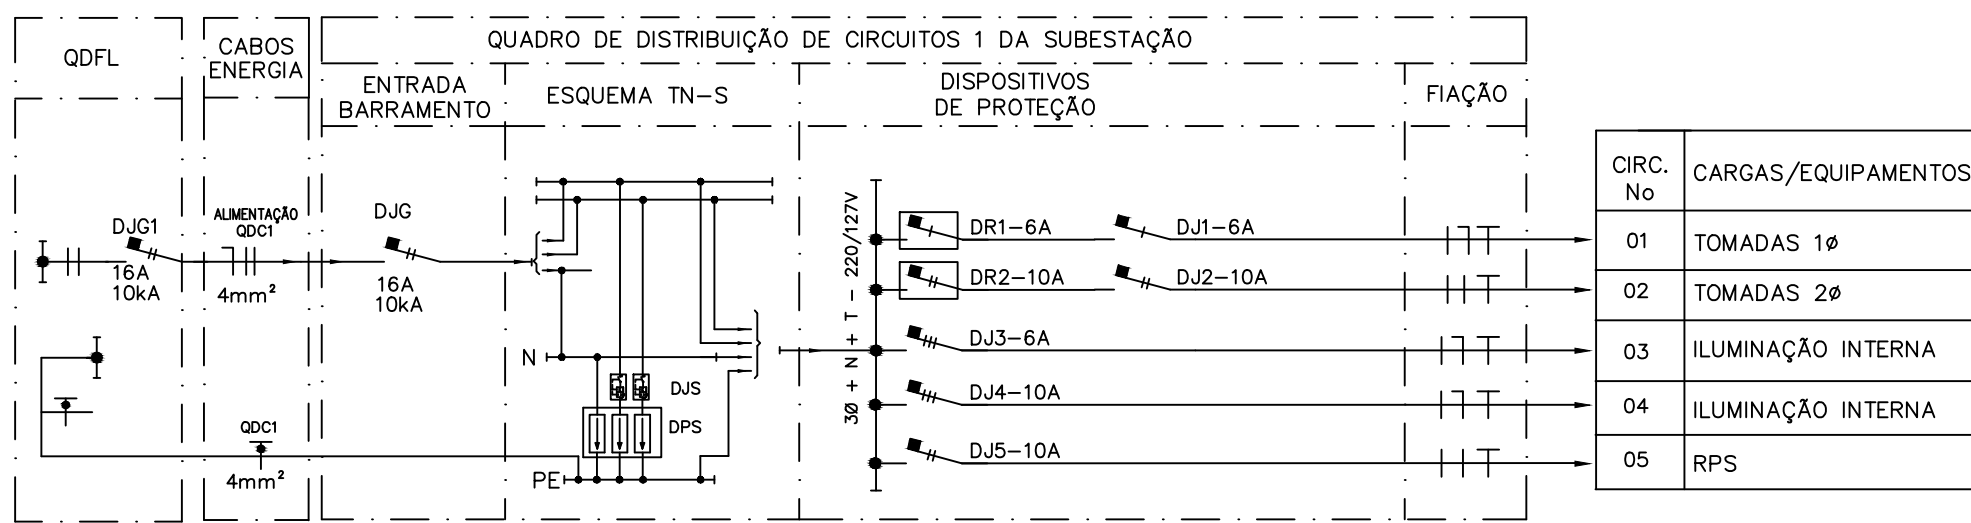 QUADRO DE DISTRIBUIÇÃO DE CIRCUITOS 1 DA SUBESTAÇÃO
QDFL
CABOS
ENERGIA
ENTRADA
BARRAMENTO
ESQUEMA TN-S
DISPOSITIVOS
DE PROTEÇÃO
FIAÇÃO
CIRC.
No
CARGAS/EQUIPAMENTOS
DJG1
16A
10kA
ALIMENTAÇÃO
QDC1
4mm²
DJG
16A
10kA
N
DJS
DPS
PE
QDC1
4mm²
3Ø + N + T - 220/127V
DR1-6A
DJ1-6A
01
TOMADAS 1ø
DR2-10A
DJ2-10A
02
TOMADAS 2ø
DJ3-6A
03
ILUMINAÇÃO INTERNA
DJ4-10A
04
ILUMINAÇÃO INTERNA
DJ5-10A
05
RPS